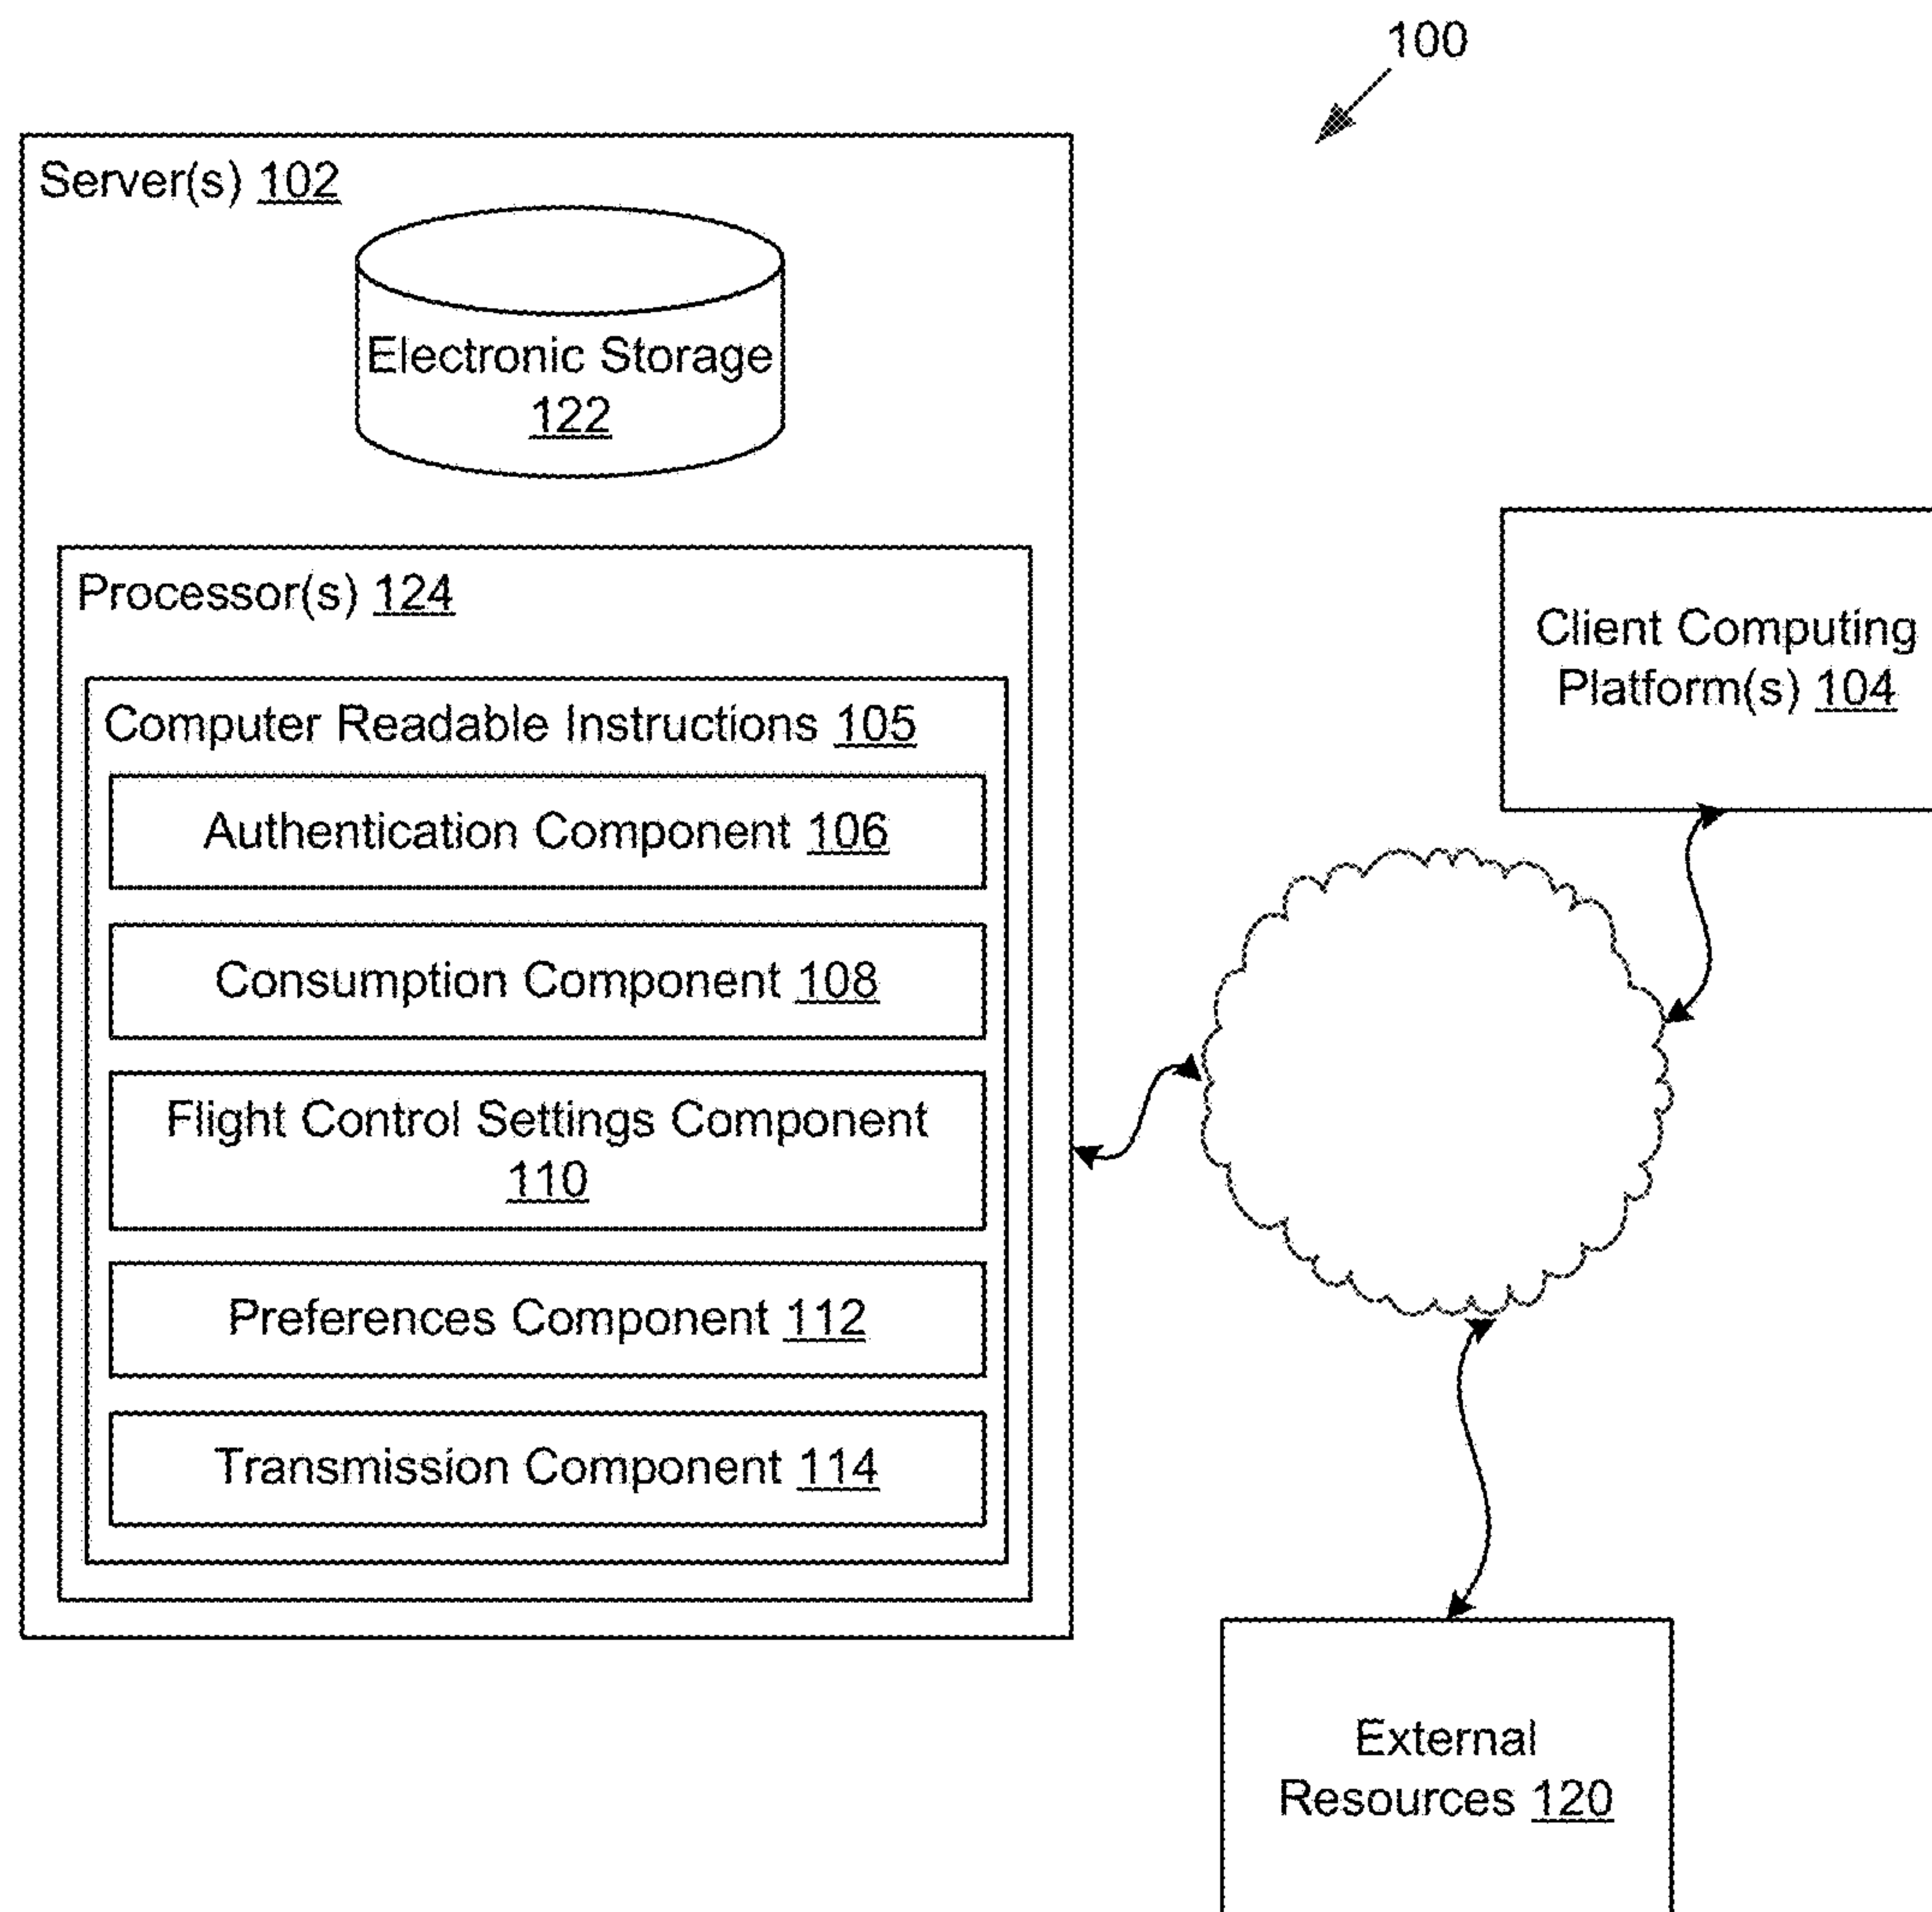 100
Server(s) 102
Electronic Storage
122
Processor(s) 124
Computer Readable Instructions 105
Authentication Component 106
Consumption Component 108
Flight Control Settings Component
110
Preferences Component 112
Transmission Component 114
Client Computing
Platform(s) 104
External
Resources 120